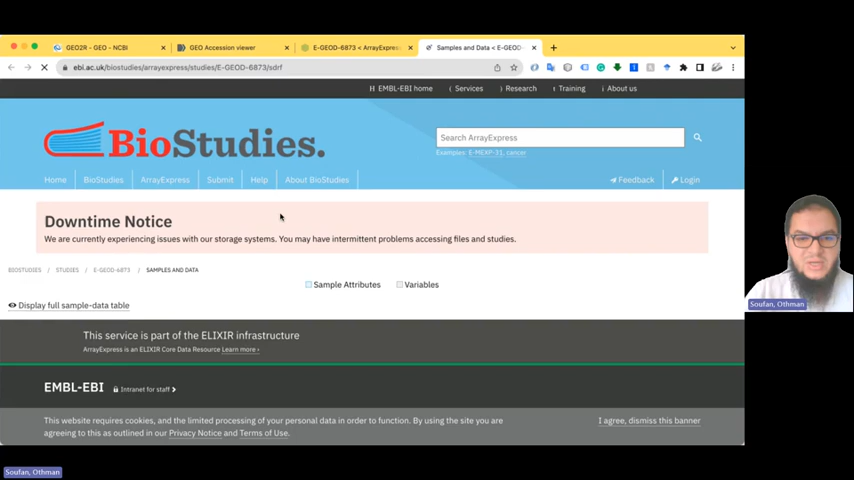 GEO2R - GEO - NCBI
GEO Accession viewer
E-GEOD-6873 < ArrayExpress
Samples and Data < E-GEOD-
ebi.ac.uk/biostudies/arrayexpress/studies/E-GEOD-6873/sdrf
EMBL-EBI home
Services
Research
Training
About us
BioStudies.
Search ArrayExpress
Examples: E-MEXP-31, cancer
Home
BioStudies
ArrayExpress
Submit
Help
About BioStudies
Feedback
Login
Downtime Notice
We are currently experiencing issues with our storage systems. You may have intermittent problems accessing files and studies.
BIOSTUDIES / STUDIES / E-GEOD-6873 / SAMPLES AND DATA
Sample Attributes
Variables
Display full sample-data table
This service is part of the ELIXIR infrastructure
ArrayExpress is an ELIXIR Core Data Resource Learn more ›
EMBL-EBI
Intranet for staff
This website requires cookies, and the limited processing of your personal data in order to function. By using the site you are
agreeing to this as outlined in our Privacy Notice and Terms of Use.
I agree, dismiss this banner
Soufan, Othman
Soufan, Othman